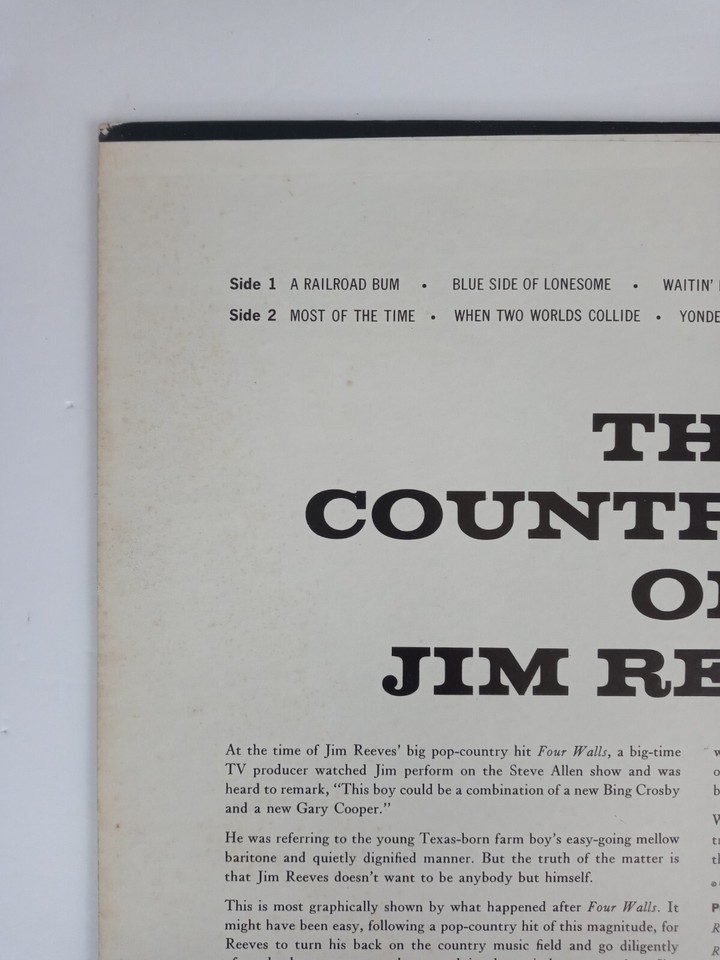 Side 1 A RAILROAD BUM • BLUE SIDE OF LONESOME • WAITIN'
Side 2 MOST OF THE TIME • WHEN TWO WORLDS COLLIDE • YONDE
TH
COUNTR
O
JIM RE
At the time of Jim Reeves' big pop-country hit Four Walls, a big-time
TV producer watched Jim perform on the Steve Allen show and was
heard to remark, "This boy could be a combination of a new Bing Crosby
and a new Gary Cooper."
He was referring to the young Texas-born farm boy's easy-going mellow
baritone and quietly dignified manner. But the truth of the matter is
that Jim Reeves doesn't want to be anybody but himself.
This is most graphically shown by what happened after Four Walls. It
might have been easy, following a pop-country hit of this magnitude, for
Reeves to turn his back on the country music field and go diligently